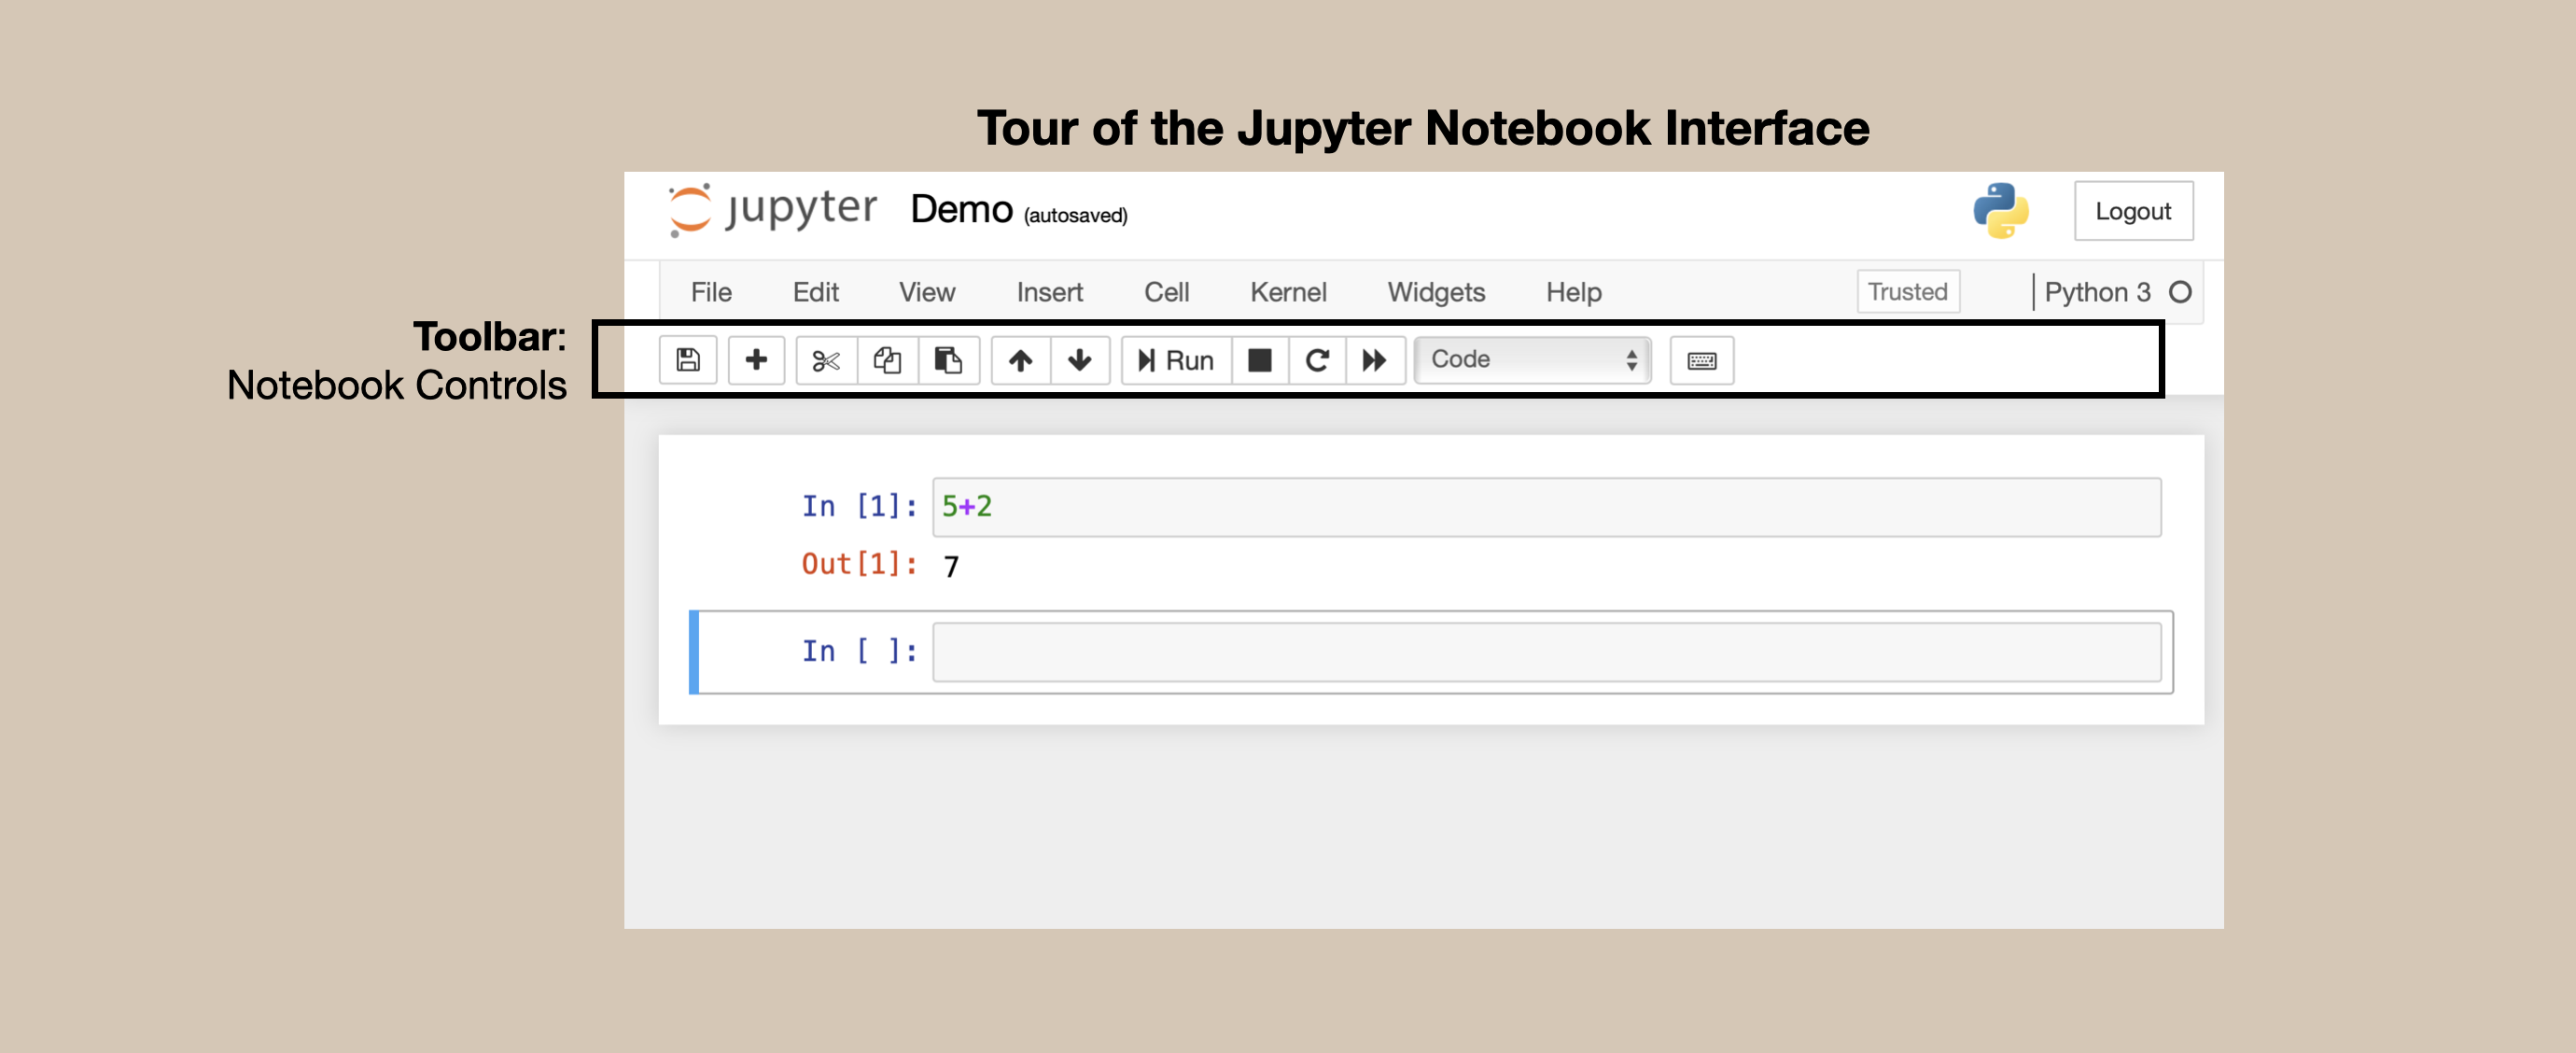 Tour of the Jupyter Notebook Interface
jupyter Demo (autosaved) Logout
File Edit View Insert Cell Kernel Widgets Help Trusted Python 3
Toolbar:
Notebook Controls
Run Code
In [1]: 5+2
Out[1]: 7
In [ ]: